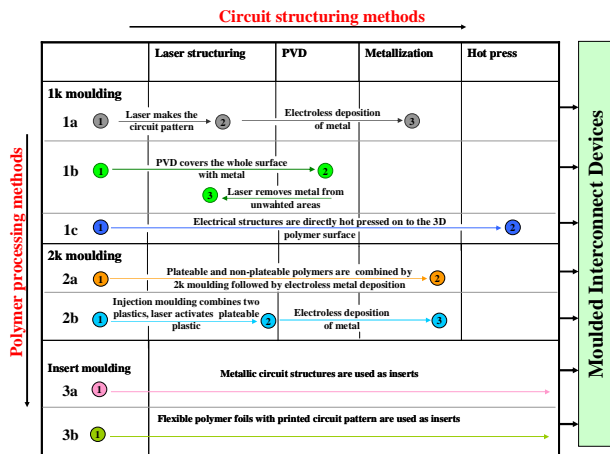 Circuit structuring methods
Laser structuring PVD Metallization Hot press
1k moulding
1a 1 Laser makes the
circuit pattern 2 Electroless deposition
of metal 3
1b 1 PVD covers the whole surface
with metal 2
3 Laser removes metal from
unwanted areas
1c 1 Electrical structures are directly hot pressed on to the 3D
polymer surface 2
2k moulding
2a 1 Plateable and non-plateable polymers are combined by
2k moulding followed by electroless metal deposition 2
2b 1 Injection moulding combines two
plastics, laser activates plateable
plastic 2 Electroless deposition
of metal 3
Insert moulding
Metallic circuit structures are used as inserts
3a 1
Flexible polymer foils with printed circuit pattern are used as inserts
3b 1
Polymer processing methods
Moulded Interconnect Devices